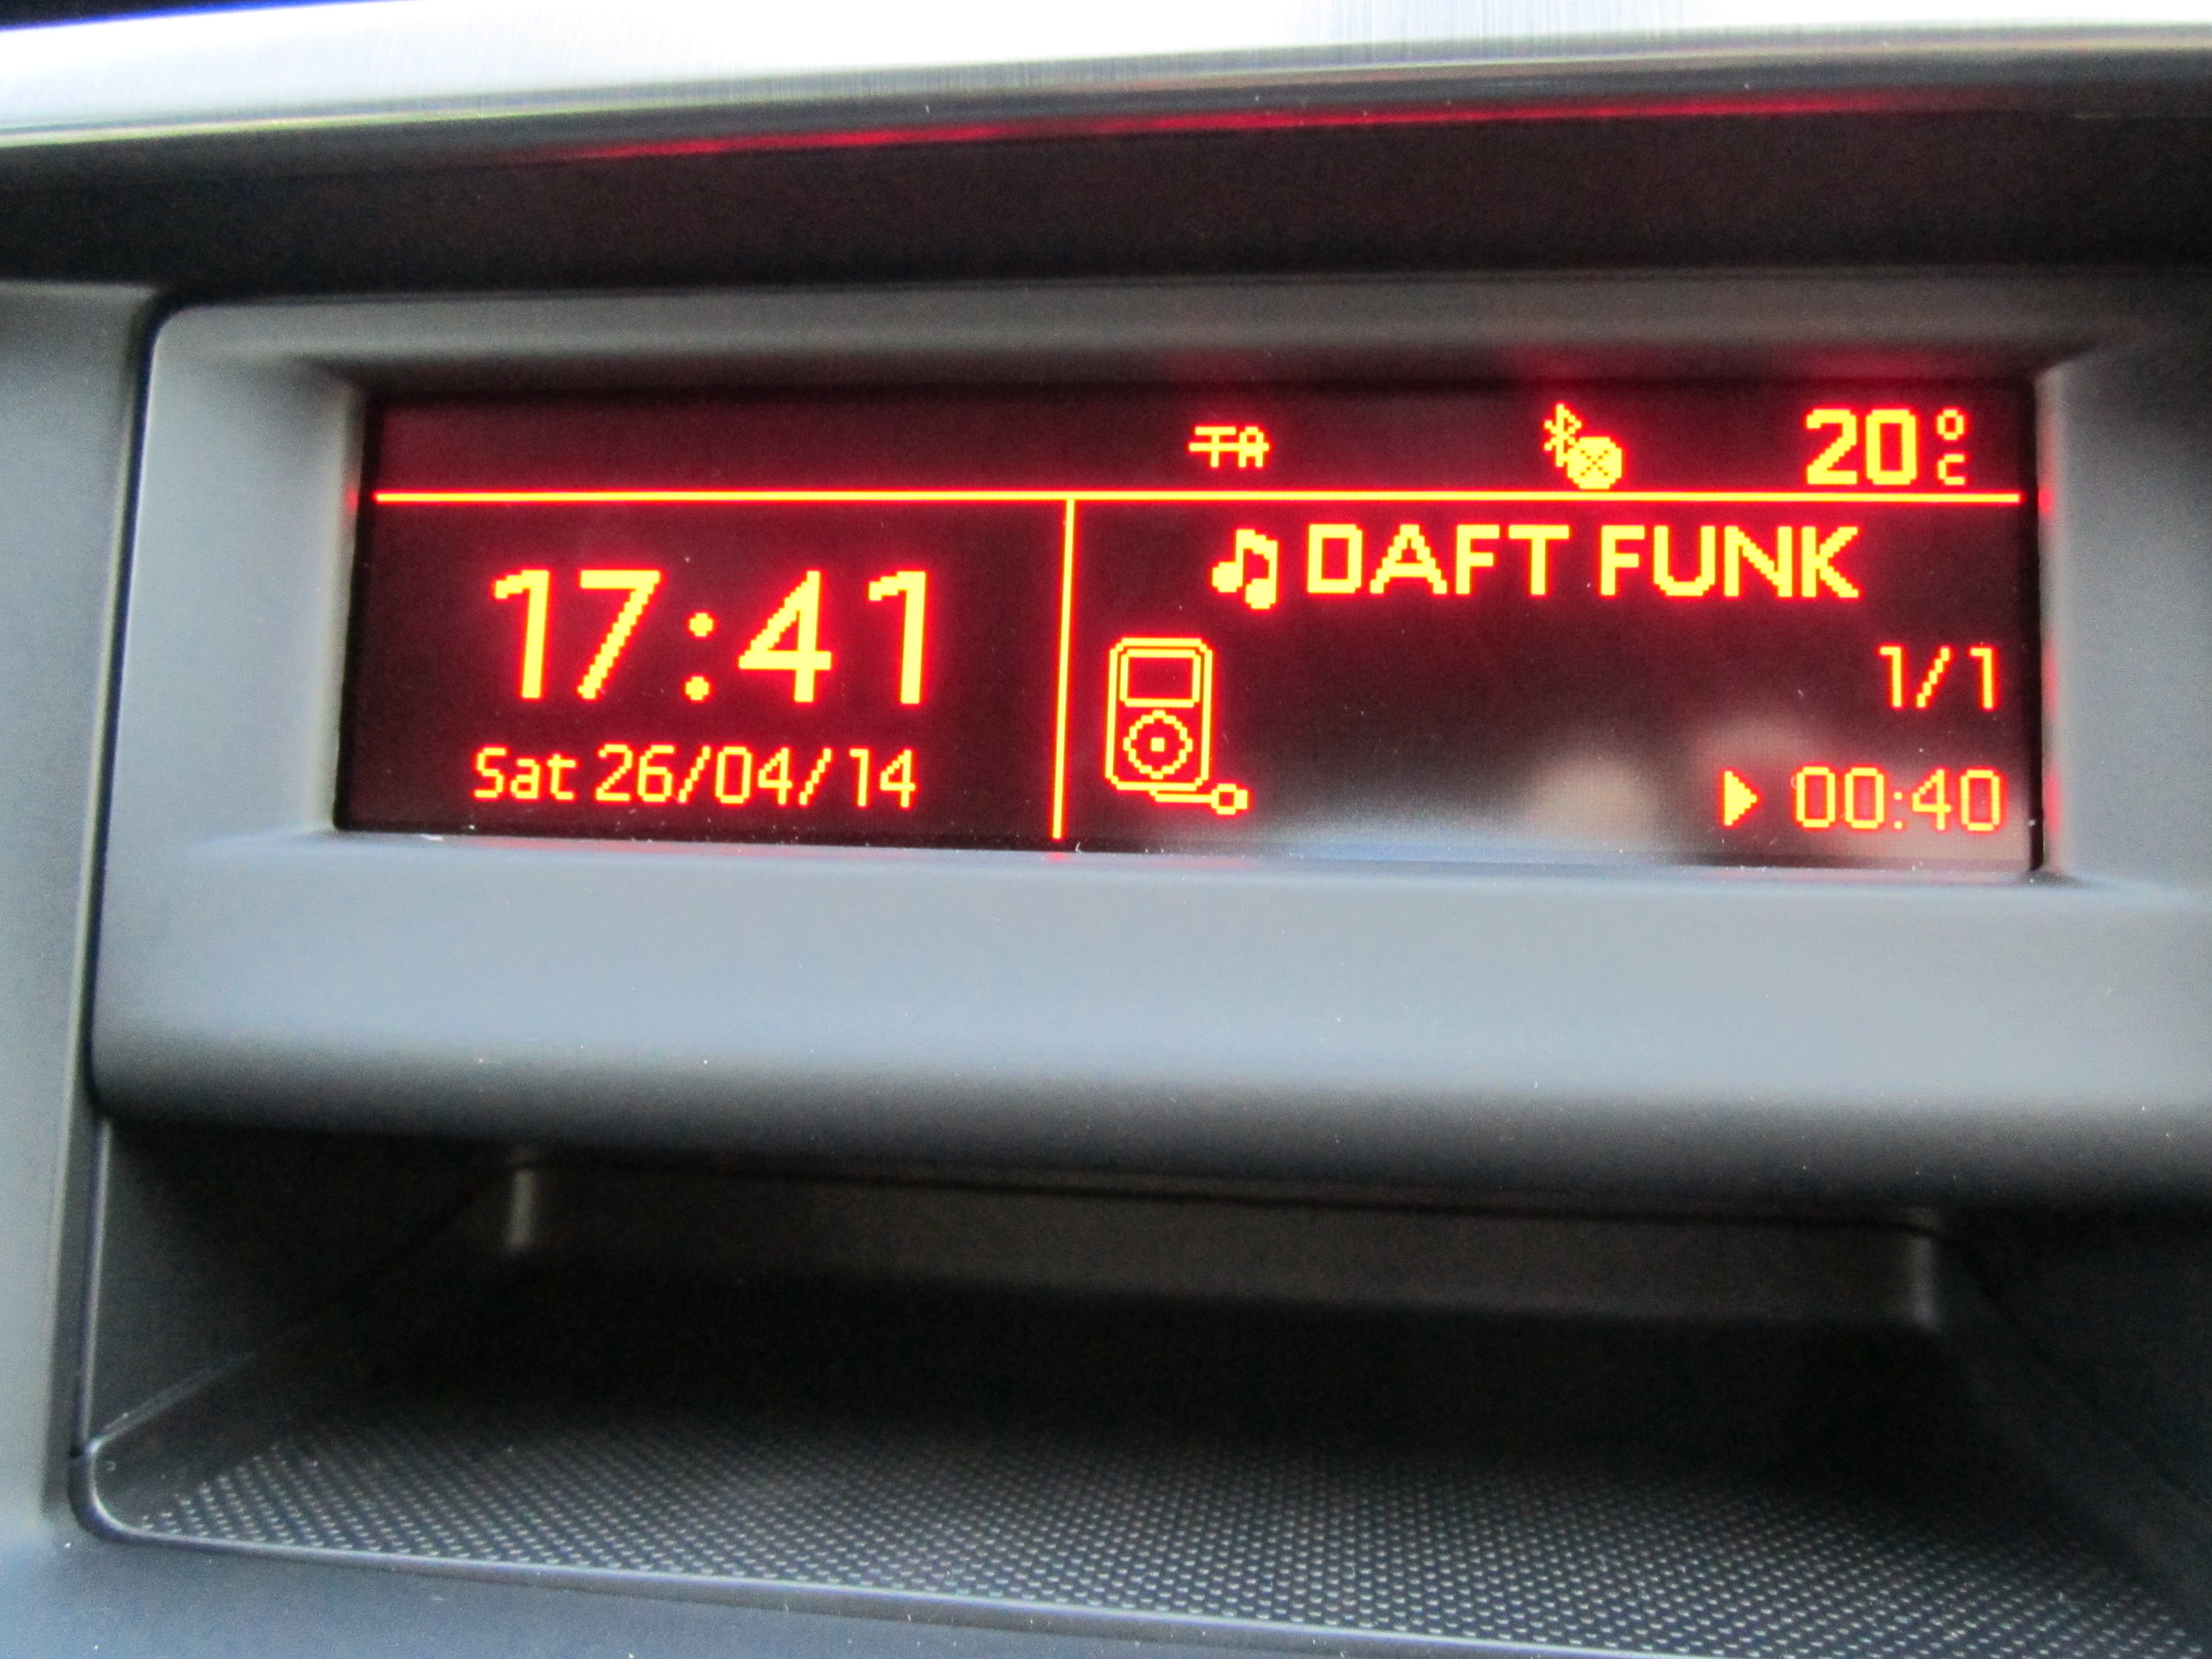 TA
20°C
17:41
Sat 26/04/14
DAFT FUNK
1/1
00:40